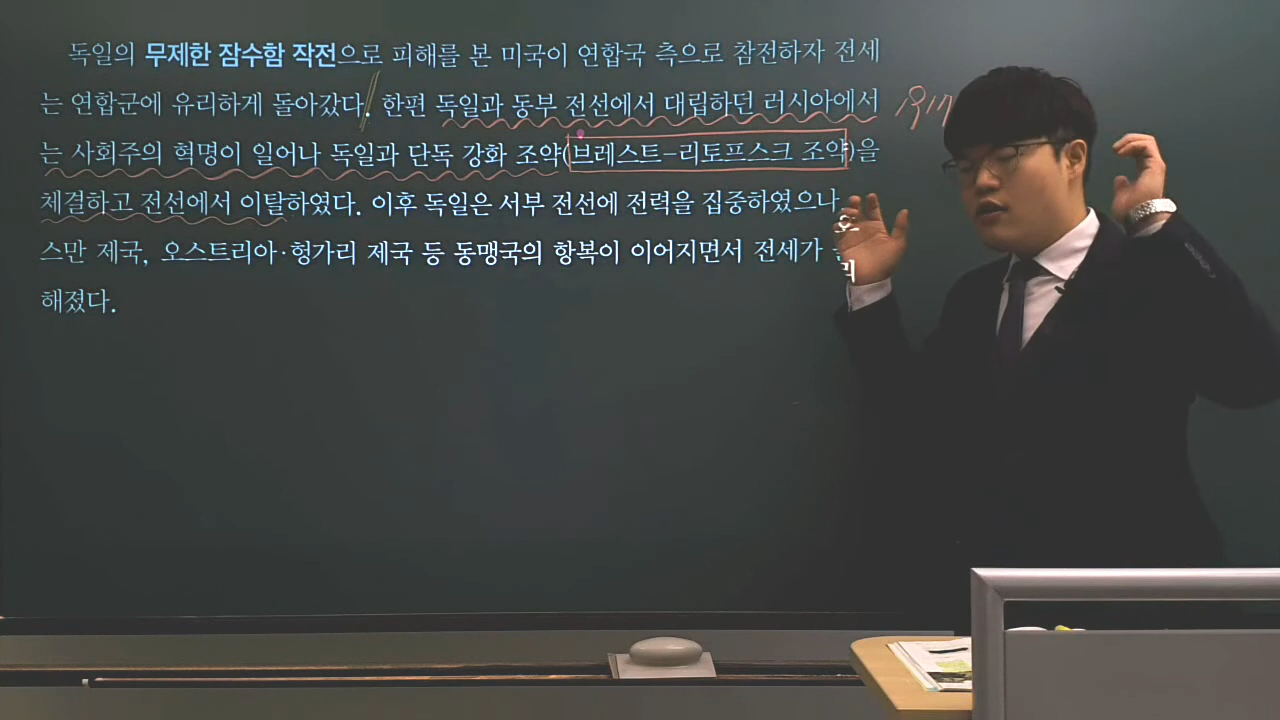 독일의 무제한 잠수함 작전으로 피해를 본 미국이 연합국 측으로 참전하자 전세
는 연합군에 유리하게 돌아갔다. 한편 독일과 동부 전선에서 대립하던 러시아에서
는 사회주의 혁명이 일어나 독일과 단독 강화 조약(브레스트-리토프스크 조약)을
체결하고 전선에서 이탈하였다. 이후 독일은 서부 전선에 전력을 집중하였으나, 오
스만 제국, 오스트리아·헝가리 제국 등 동맹국의 항복이 이어지면서 전세가
해졌다.